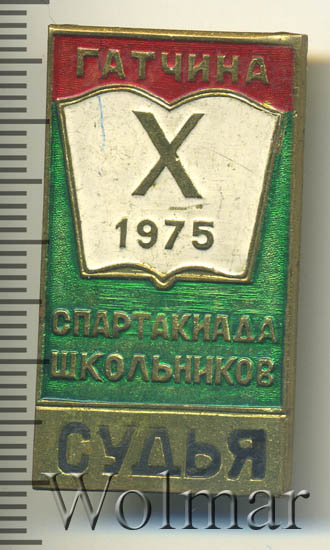 ГАТЧИНА
X
1975
СПАРТАКИАДА
ШКОЛЬНИКОВ
СУДЬЯ
Wolmar